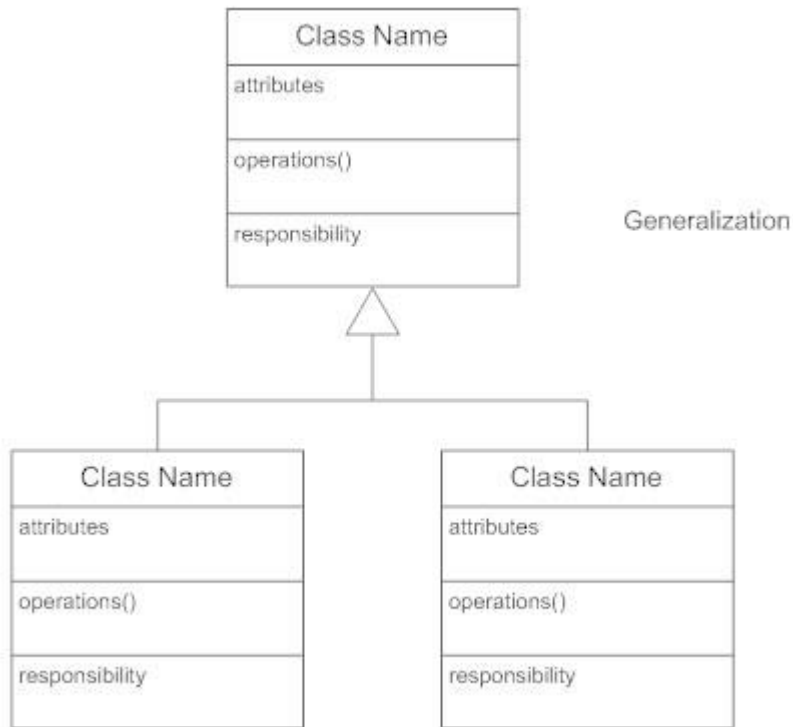 Class Name
attributes
operations()
responsibility
Generalization
Class Name
attributes
operations()
responsibility
Class Name
attributes
operations()
responsibility